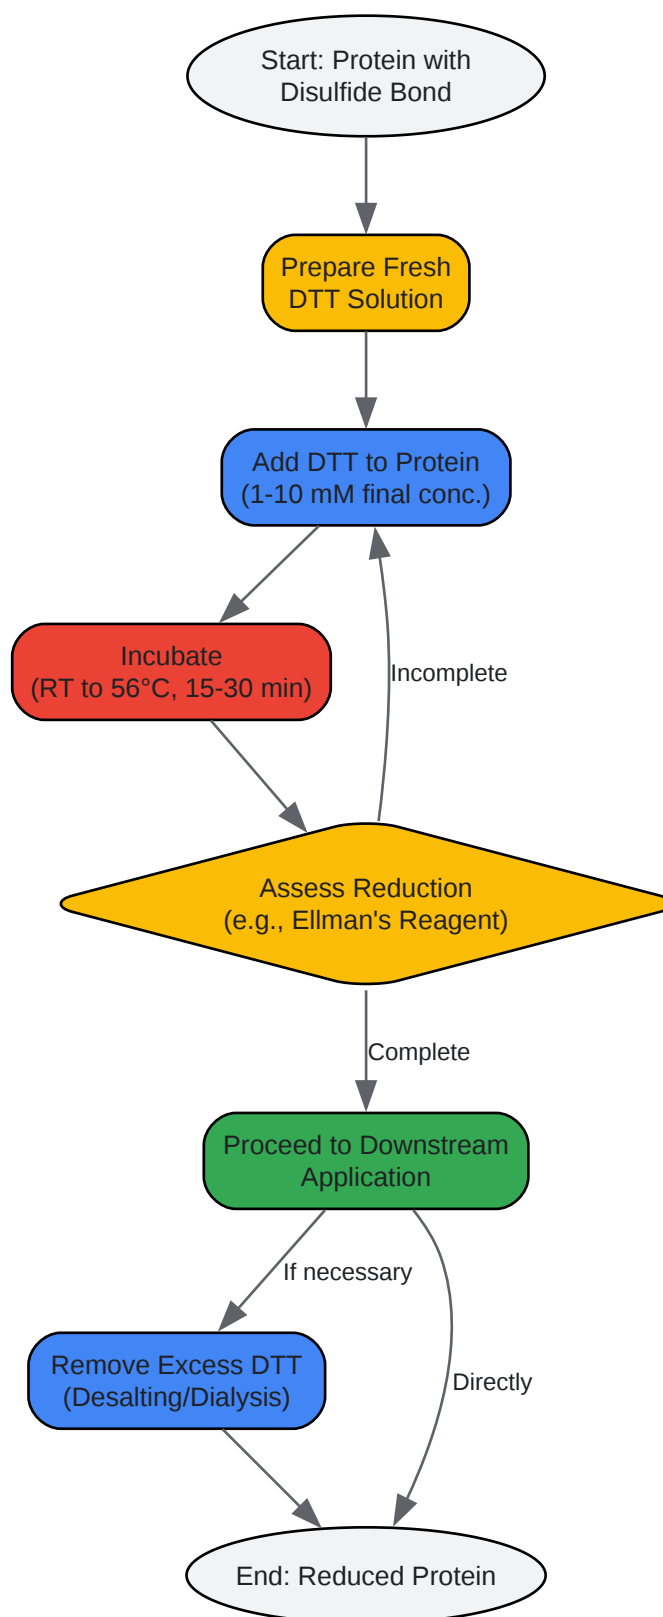 Start: Protein with
Disulfide Bond
Prepare Fresh
DTT Solution
Add DTT to Protein
(1-10 mM final conc.)
Incubate
(RT to 56°C, 15-30 min)
Incomplete
Assess Reduction
(e.g., Ellman's Reagent)
Complete
Proceed to Downstream
Application
If necessary
Remove Excess DTT
(Desalting/Dialysis)
Directly
End: Reduced Protein